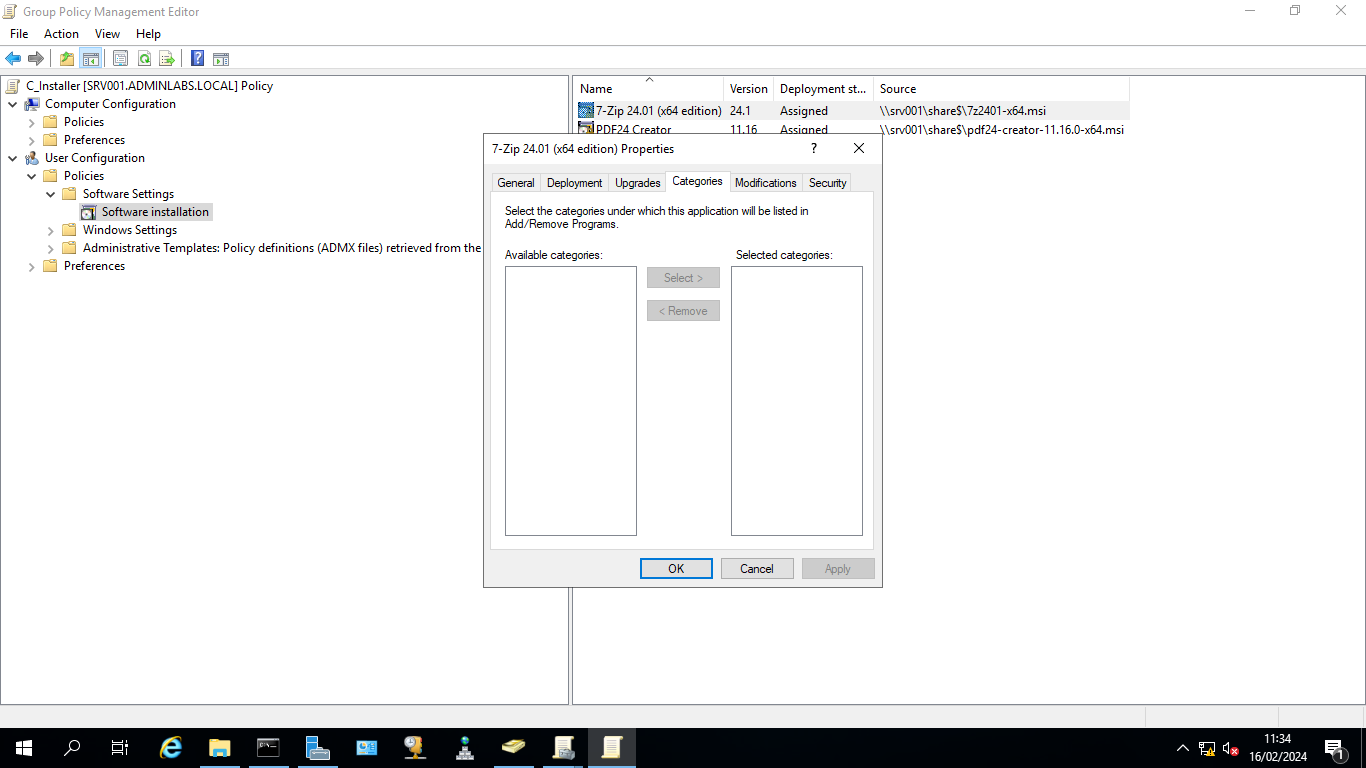 Group Policy Management Editor
File Action View Help
C_Installer [SRV001.ADMINLABS.LOCAL] Policy
Computer Configuration
Policies
Preferences
User Configuration
Policies
Software Settings
Software installation
Windows Settings
Administrative Templates: Policy definitions (ADMX files) retrieved from the
Preferences
Name Version Deployment st... Source
7-Zip 24.01 (x64 edition) 24.1 Assigned \\srv001\share$\7z2401-x64.msi
PDF24 Creator 11.16 Assigned \\srv001\share$\pdf24-creator-11.16.0-x64.msi
7-Zip 24.01 (x64 edition) Properties ?
General Deployment Upgrades Categories Modifications Security
Select the categories under which this application will be listed in
Add/Remove Programs.
Available categories: Selected categories:
Select >
< Remove
OK Cancel Apply
11:34
16/02/2024
1